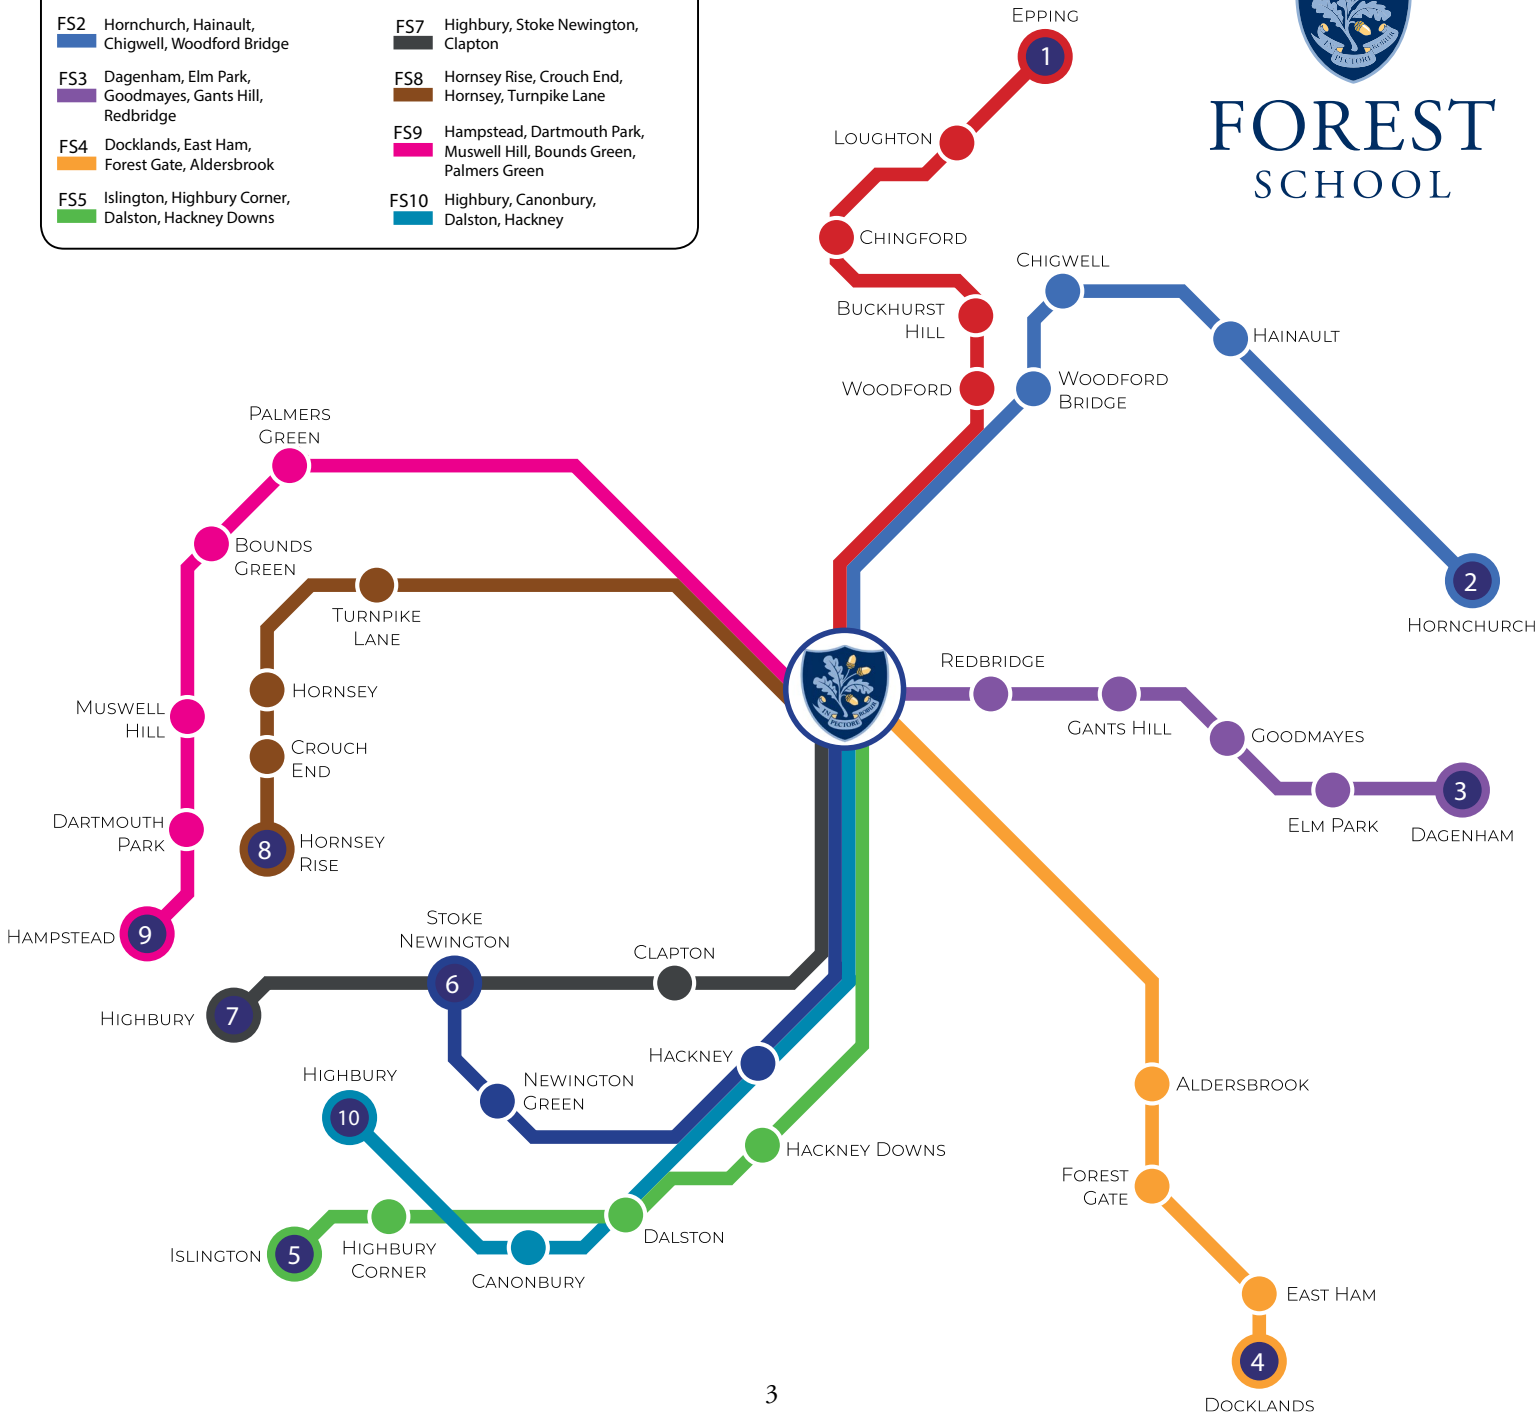 FS2 Hornchurch, Hainault,
Chigwell, Woodford Bridge
FS3 Dagenham, Elm Park,
Goodmayes, Gants Hill,
Redbridge
FS4 Docklands, East Ham,
Forest Gate, Aldersbrook
FS5 Islington, Highbury Corner,
Dalston, Hackney Downs
FS7 Highbury, Stoke Newington,
Clapton
FS8 Hornsey Rise, Crouch End,
Hornsey, Turnpike Lane
FS9 Hampstead, Dartmouth Park,
Muswell Hill, Bounds Green,
Palmers Green
FS10 Highbury, Canonbury,
Dalston, Hackney
IN PECTORE ROBUR
FOREST
SCHOOL
EPPING
1
LOUGHTON
CHINGFORD
BUCKHURST
HILL
WOODFORD
CHIGWELL
HAINAULT
WOODFORD
BRIDGE
2
HORNCHURCH
PALMERS
GREEN
BOUNDS
GREEN
TURNPIKE
LANE
MUSWELL
HILL
HORNSEY
CROUCH
END
DARTMOUTH
PARK
8
HORNSEY
RISE
HAMPSTEAD
9
IN PECTORE ROBUR
REDBRIDGE
GANTS HILL
GOODMAYES
ELM PARK
3
DAGENHAM
STOKE
NEWINGTON
6
CLAPTON
HIGHBURY
7
HACKNEY
NEWINGTON
GREEN
HIGHBURY
10
HACKNEY DOWNS
DALSTON
ISLINGTON
5
HIGHBURY
CORNER
CANONBURY
ALDERSBROOK
FOREST
GATE
EAST HAM
4
DOCKLANDS
3